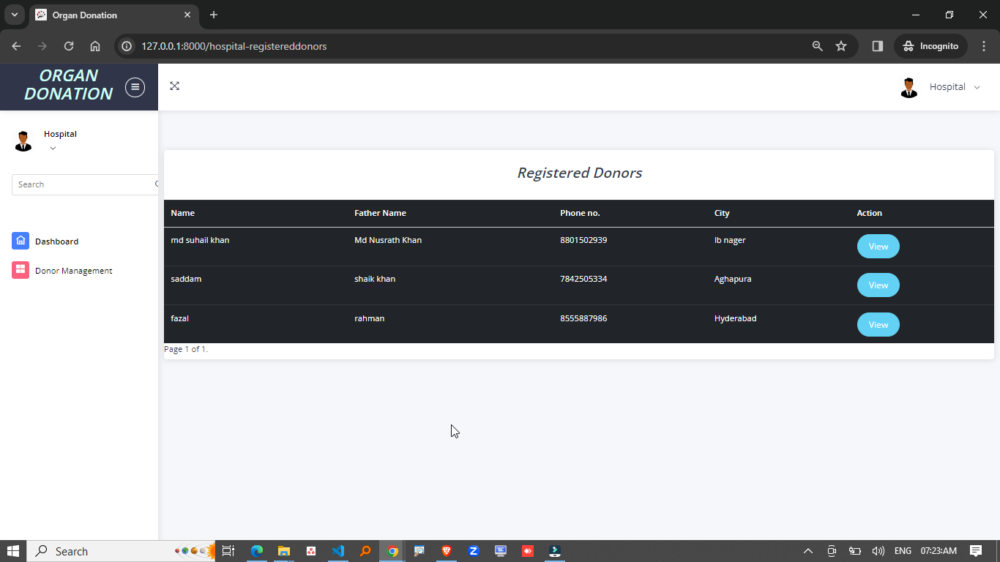 Organ Donation
127.0.0.1:8000/hospital-registereddonors
Incognito
ORGAN
DONATION
Hospital
Hospital
Search
Dashboard
Donor Management
Registered Donors
Name Father Name Phone no. City Action
md suhail khan Md Nusrath Khan 8801502939 lb nager View
saddam shaik khan 7842505334 Aghapura View
fazal rahman 8555887986 Hyderabad View
Page 1 of 1.
Search
ENG 07:23:AM